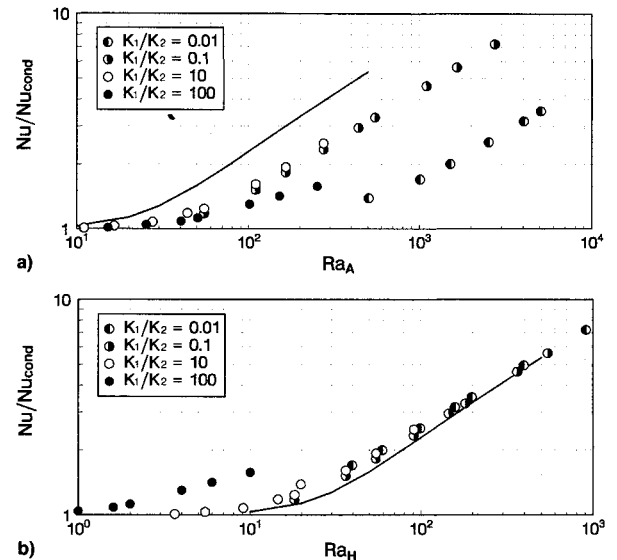 10
Nu/Nucond
K₁/K₂ = 0.01
K₁/K₂ = 0.1
K₁/K₂ = 10
K₁/K₂ = 100
1
10¹ 10² 10³ 10⁴
a) RaA
10
Nu/Nucond
K₁/K₂ = 0.01
K₁/K₂ = 0.1
K₁/K₂ = 10
K₁/K₂ = 100
1
10⁰ 10¹ 10² 10³
b) RaH